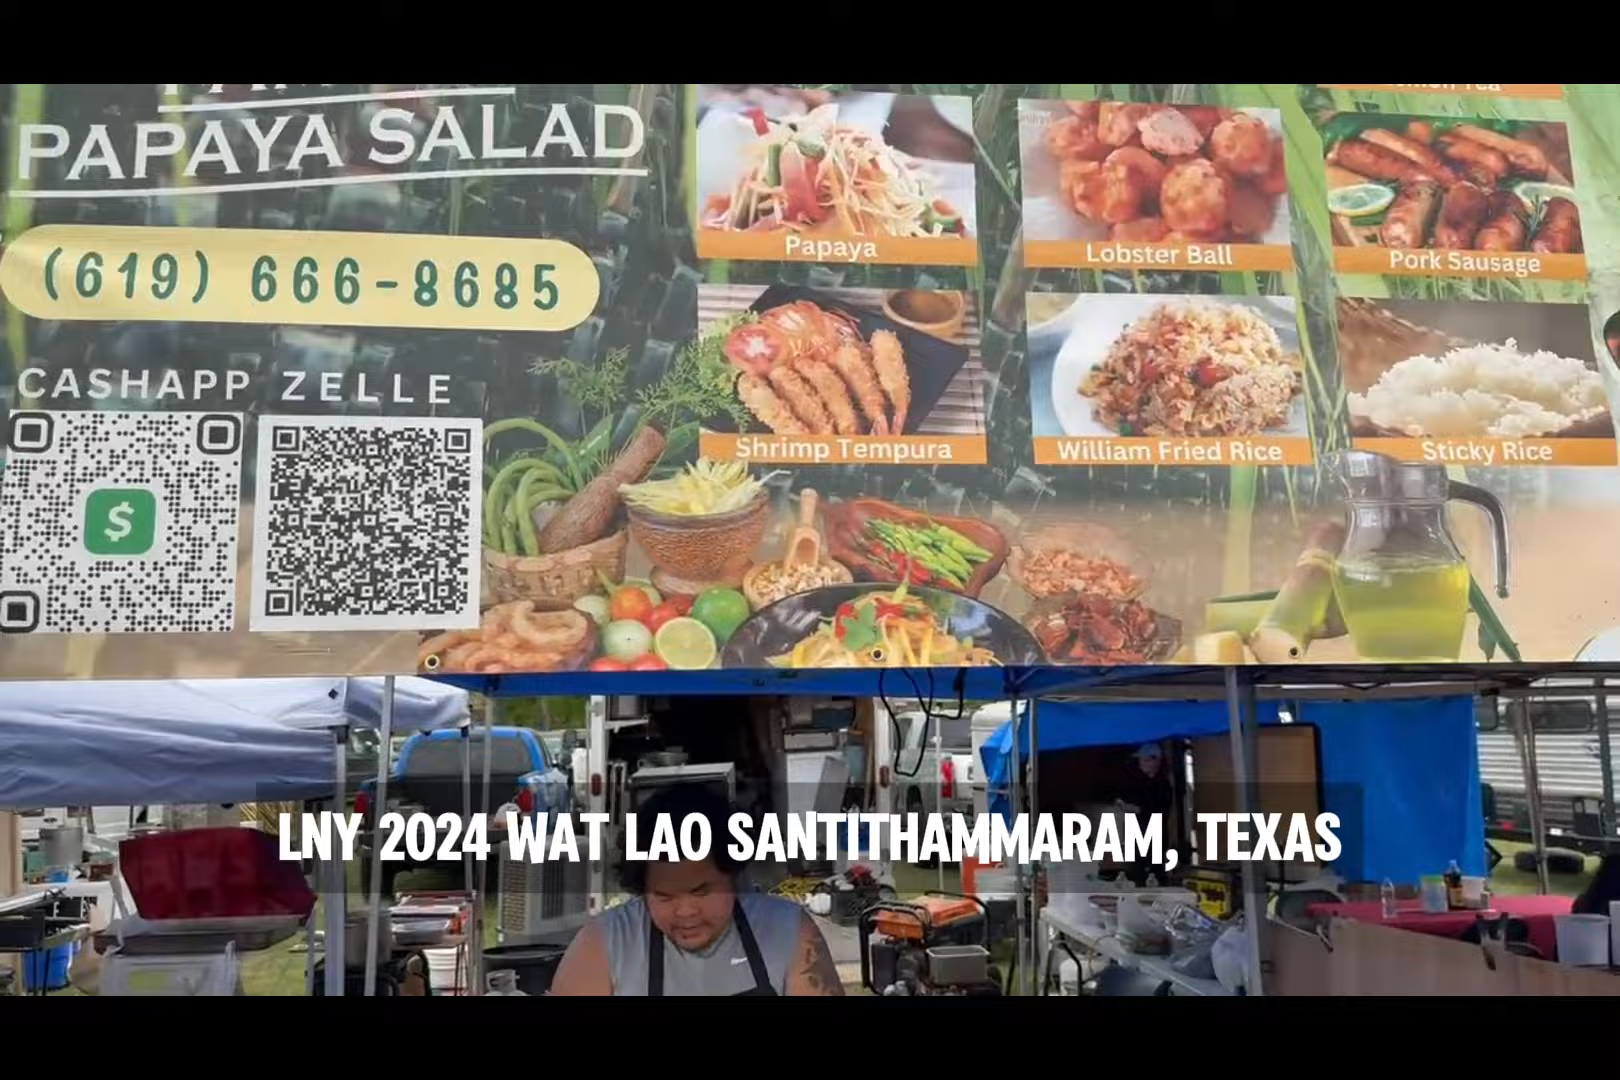 PAPAYA SALAD
(619) 666-8685
CASHAPP ZELLE
$
Papaya
Lobster Ball
Pork Sausage
Shrimp Tempura
William Fried Rice
Sticky Rice
LNY 2024 WAT LAO SANTITHAMMARAM, TEXAS